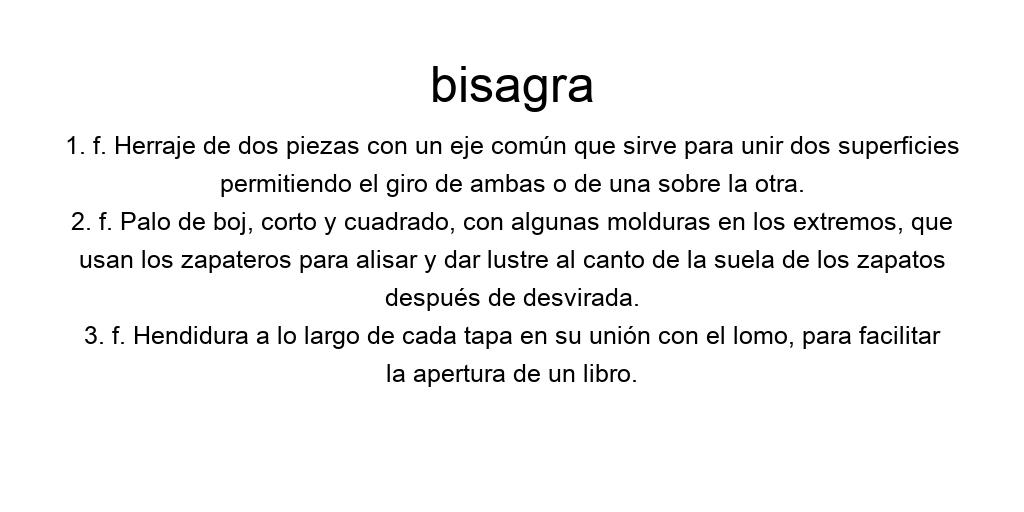 bisagra
1. f. Herraje de dos piezas con un eje común que sirve para unir dos superficies
permitiendo el giro de ambas o de una sobre la otra.
2. f. Palo de boj, corto y cuadrado, con algunas molduras en los extremos, que
usan los zapateros para alisar y dar lustre al canto de la suela de los zapatos
después de desvirada.
3. f. Hendidura a lo largo de cada tapa en su unión con el lomo, para facilitar
la apertura de un libro.